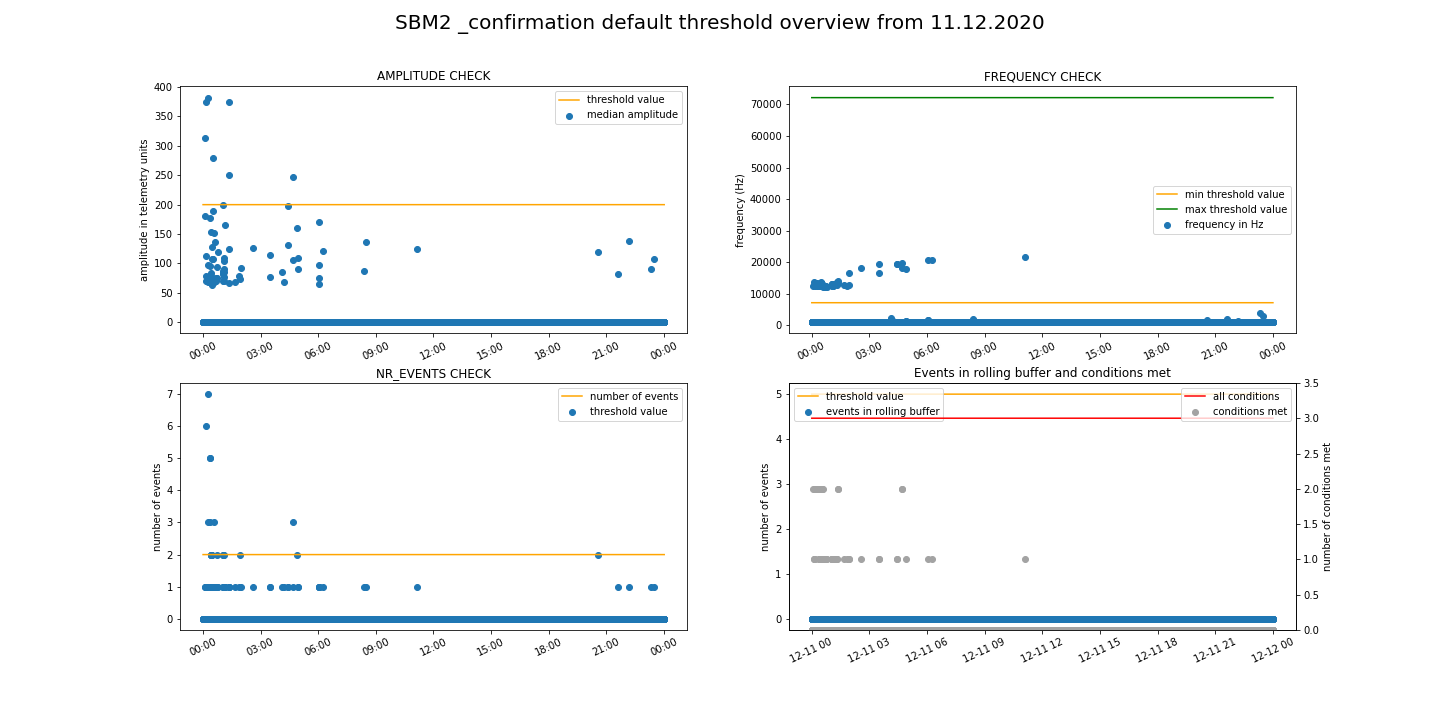 SBM2 _confirmation default threshold overview from 11.12.2020
AMPLITUDE CHECK
amplitude in telemetry units
400
350
300
250
200
150
100
50
0
threshold value
median amplitude
00:00 03:00 06:00 09:00 12:00 15:00 18:00 21:00 00:00
FREQUENCY CHECK
frequency (Hz)
70000
60000
50000
40000
30000
20000
10000
0
min threshold value
max threshold value
frequency in Hz
00:00 03:00 06:00 09:00 12:00 15:00 18:00 21:00 00:00
NR_EVENTS CHECK
number of events
7
6
5
4
3
2
1
0
number of events
threshold value
00:00 03:00 06:00 09:00 12:00 15:00 18:00 21:00 00:00
Events in rolling buffer and conditions met
number of events
5
4
3
2
1
0
threshold value
events in rolling buffer
all conditions
conditions met
3.5
3.0
2.5
2.0
1.5
1.0
0.5
0.0
number of conditions met
12-11 00 12-11 03 12-11 06 12-11 09 12-11 12 12-11 15 12-11 18 12-11 21 12-12 00